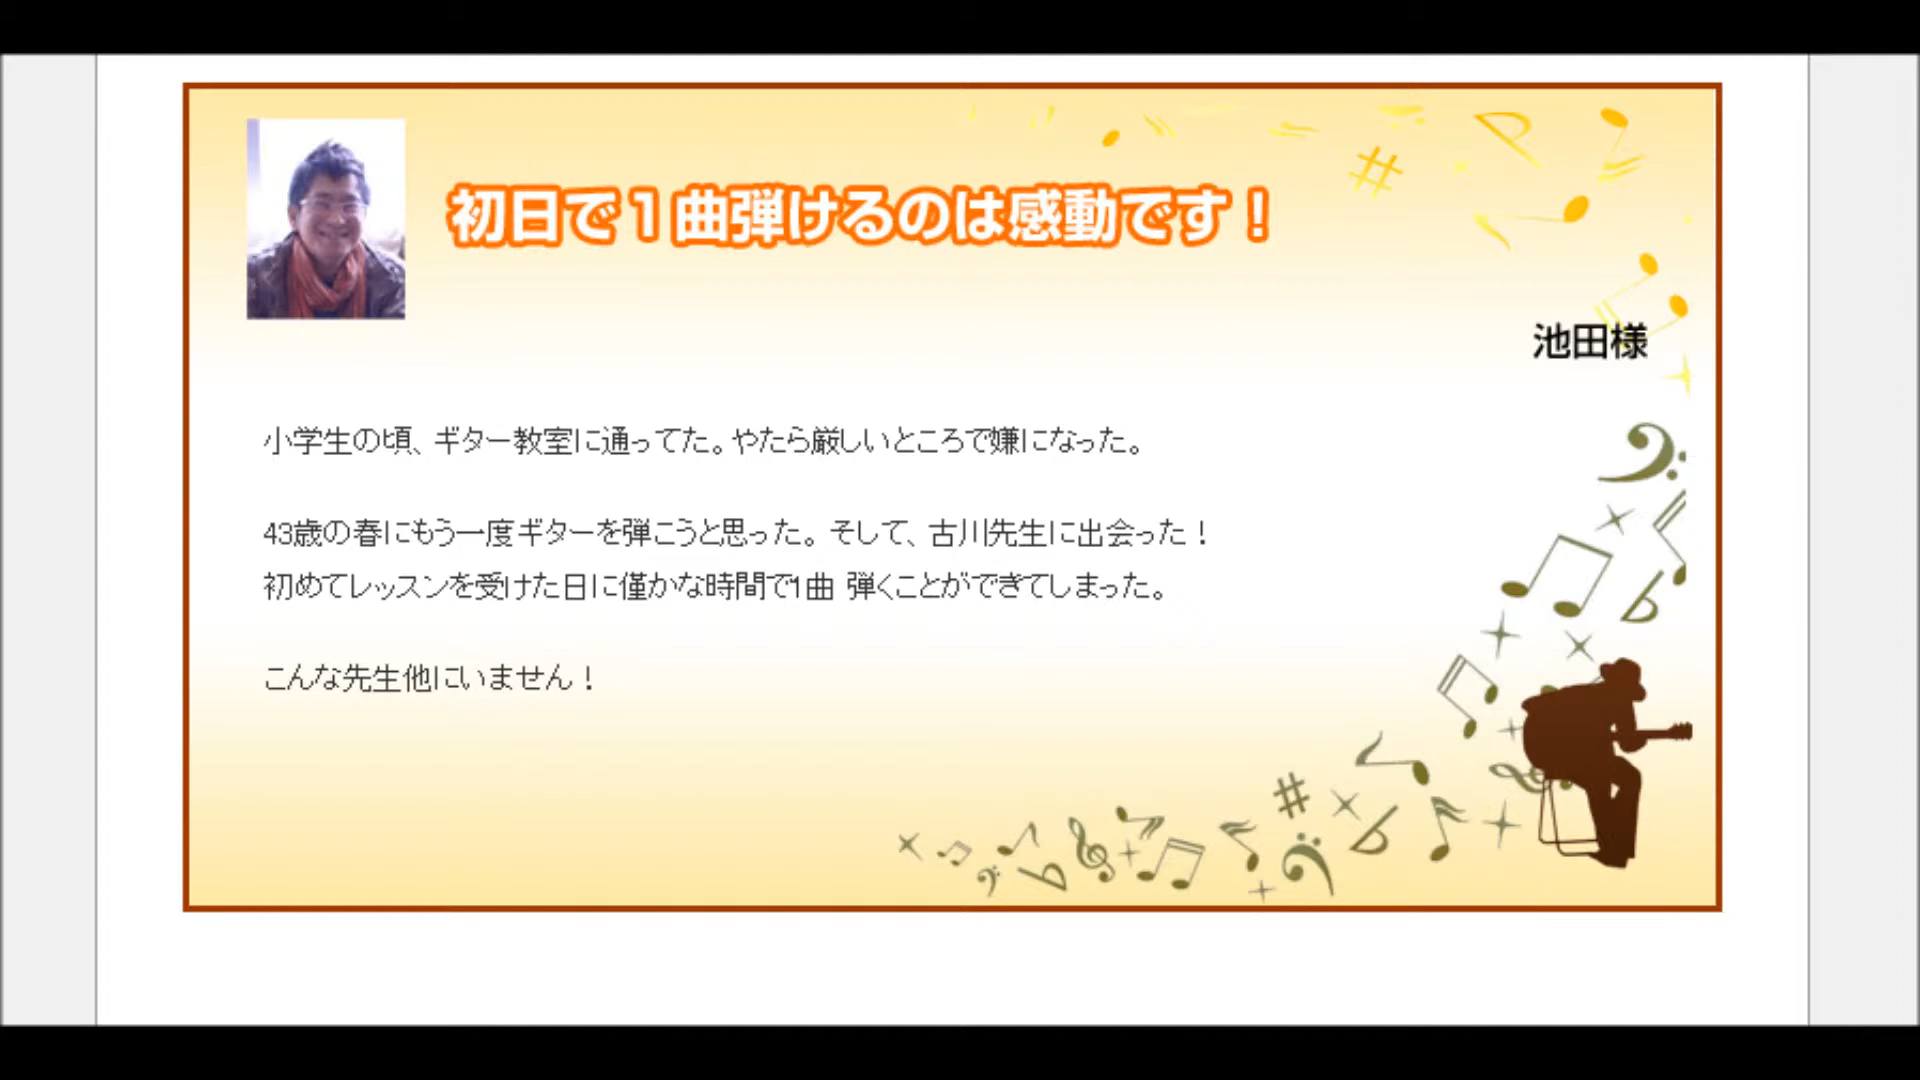 初日で１曲弾けるのは感動です！
池田様
小学生の頃、ギター教室に通ってた。やたら厳しいところで嫌になった。
43歳の春にもう一度ギターを弾こうと思った。そして、古川先生に出会った！
初めてレッスンを受けた日に僅かな時間で1曲 弾くことができてしまった。
こんな先生他にいません！